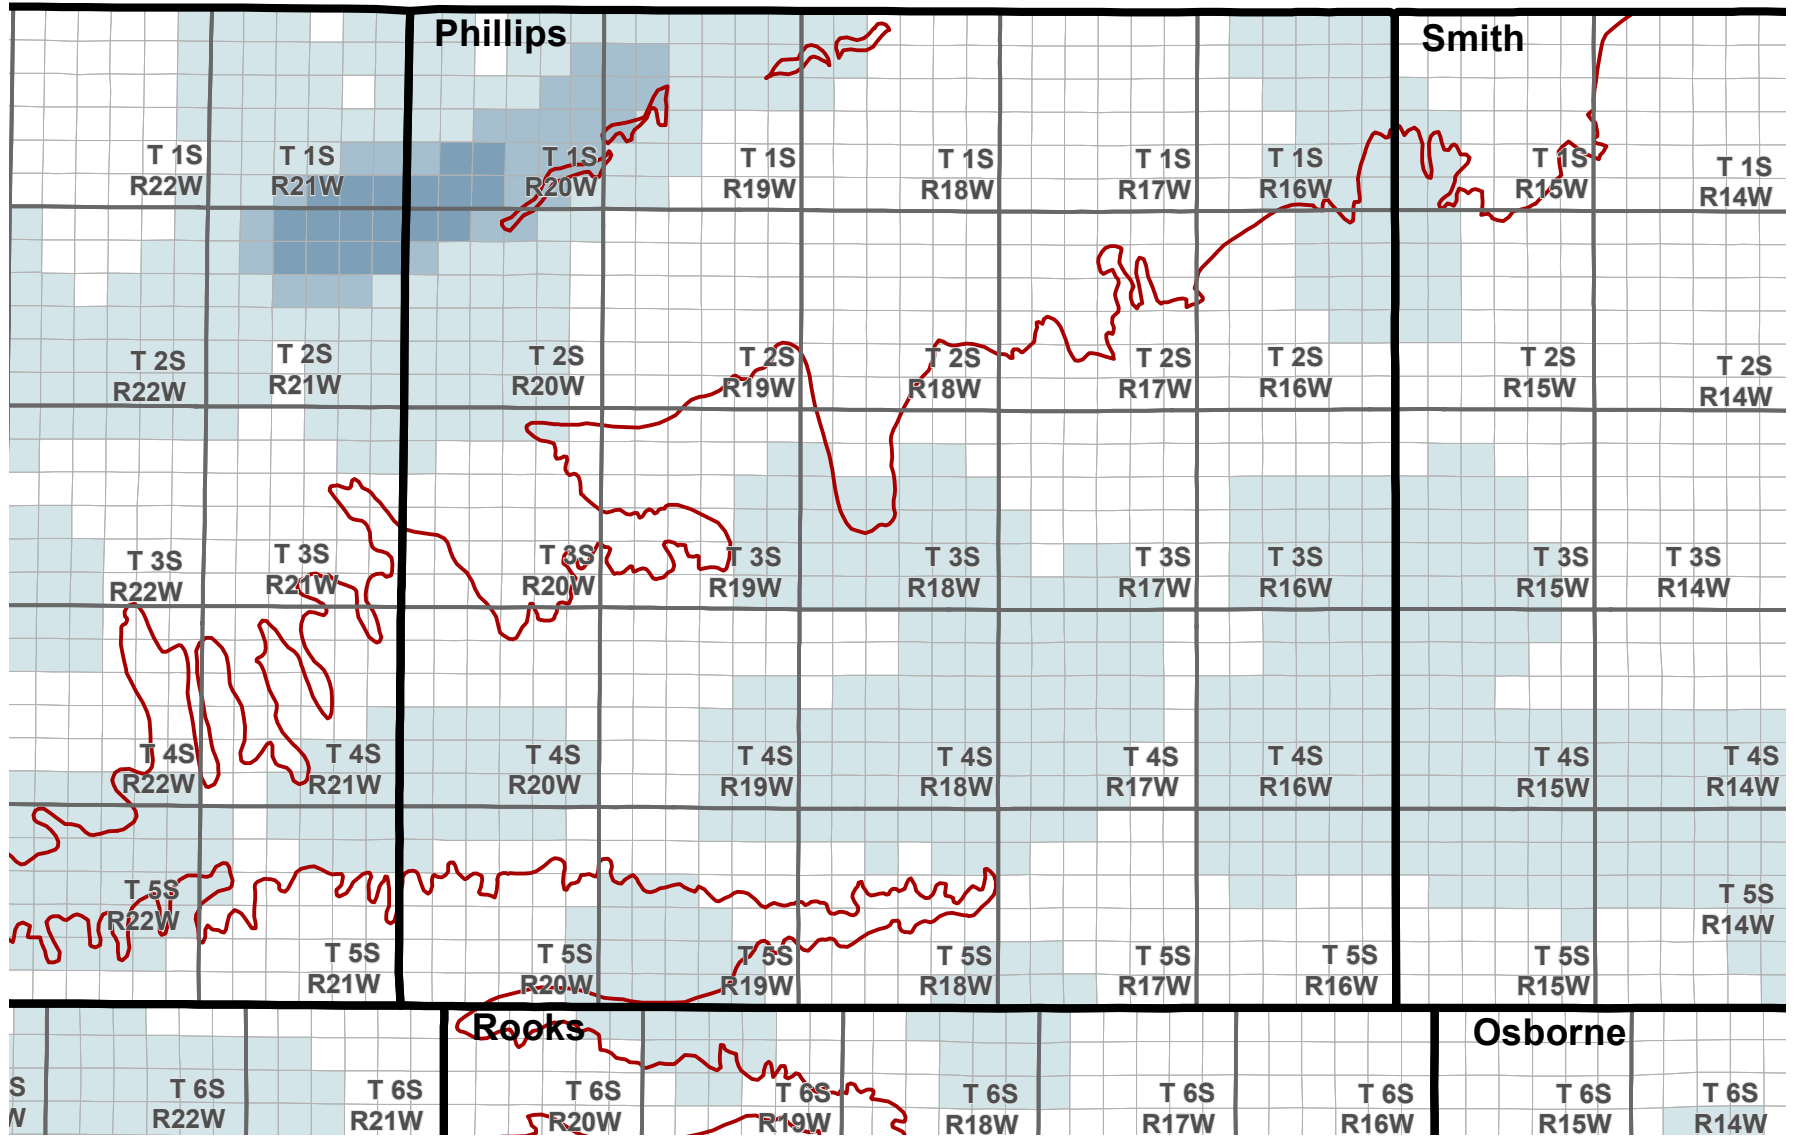 Phillips
Smith
T 1S T 1S T 1S T 1S T 1S T 1S T 1S T 1S T 1S
R22W R21W R20W R19W R18W R17W R16W R15W R14W
T 2S T 2S T 2S T 2S T 2S T 2S T 2S T 2S T 2S
R22W R21W R20W R19W R18W R17W R16W R15W R14W
T 3S T 3S T 3S T 3S T 3S T 3S T 3S T 3S T 3S
R22W R21W R20W R19W R18W R17W R16W R15W R14W
T 4S T 4S T 4S T 4S T 4S T 4S T 4S T 4S T 4S
R22W R21W R20W R19W R18W R17W R16W R15W R14W
T 5S T 5S
R22W R14W
T 5S T 5S T 5S T 5S T 5S T 5S T 5S
R21W R20W R19W R18W R17W R16W R15W
Rooks
Osborne
S T 6S T 6S T 6S T 6S T 6S T 6S T 6S T 6S T 6S
W R22W R21W R20W R19W R18W R17W R16W R15W R14W